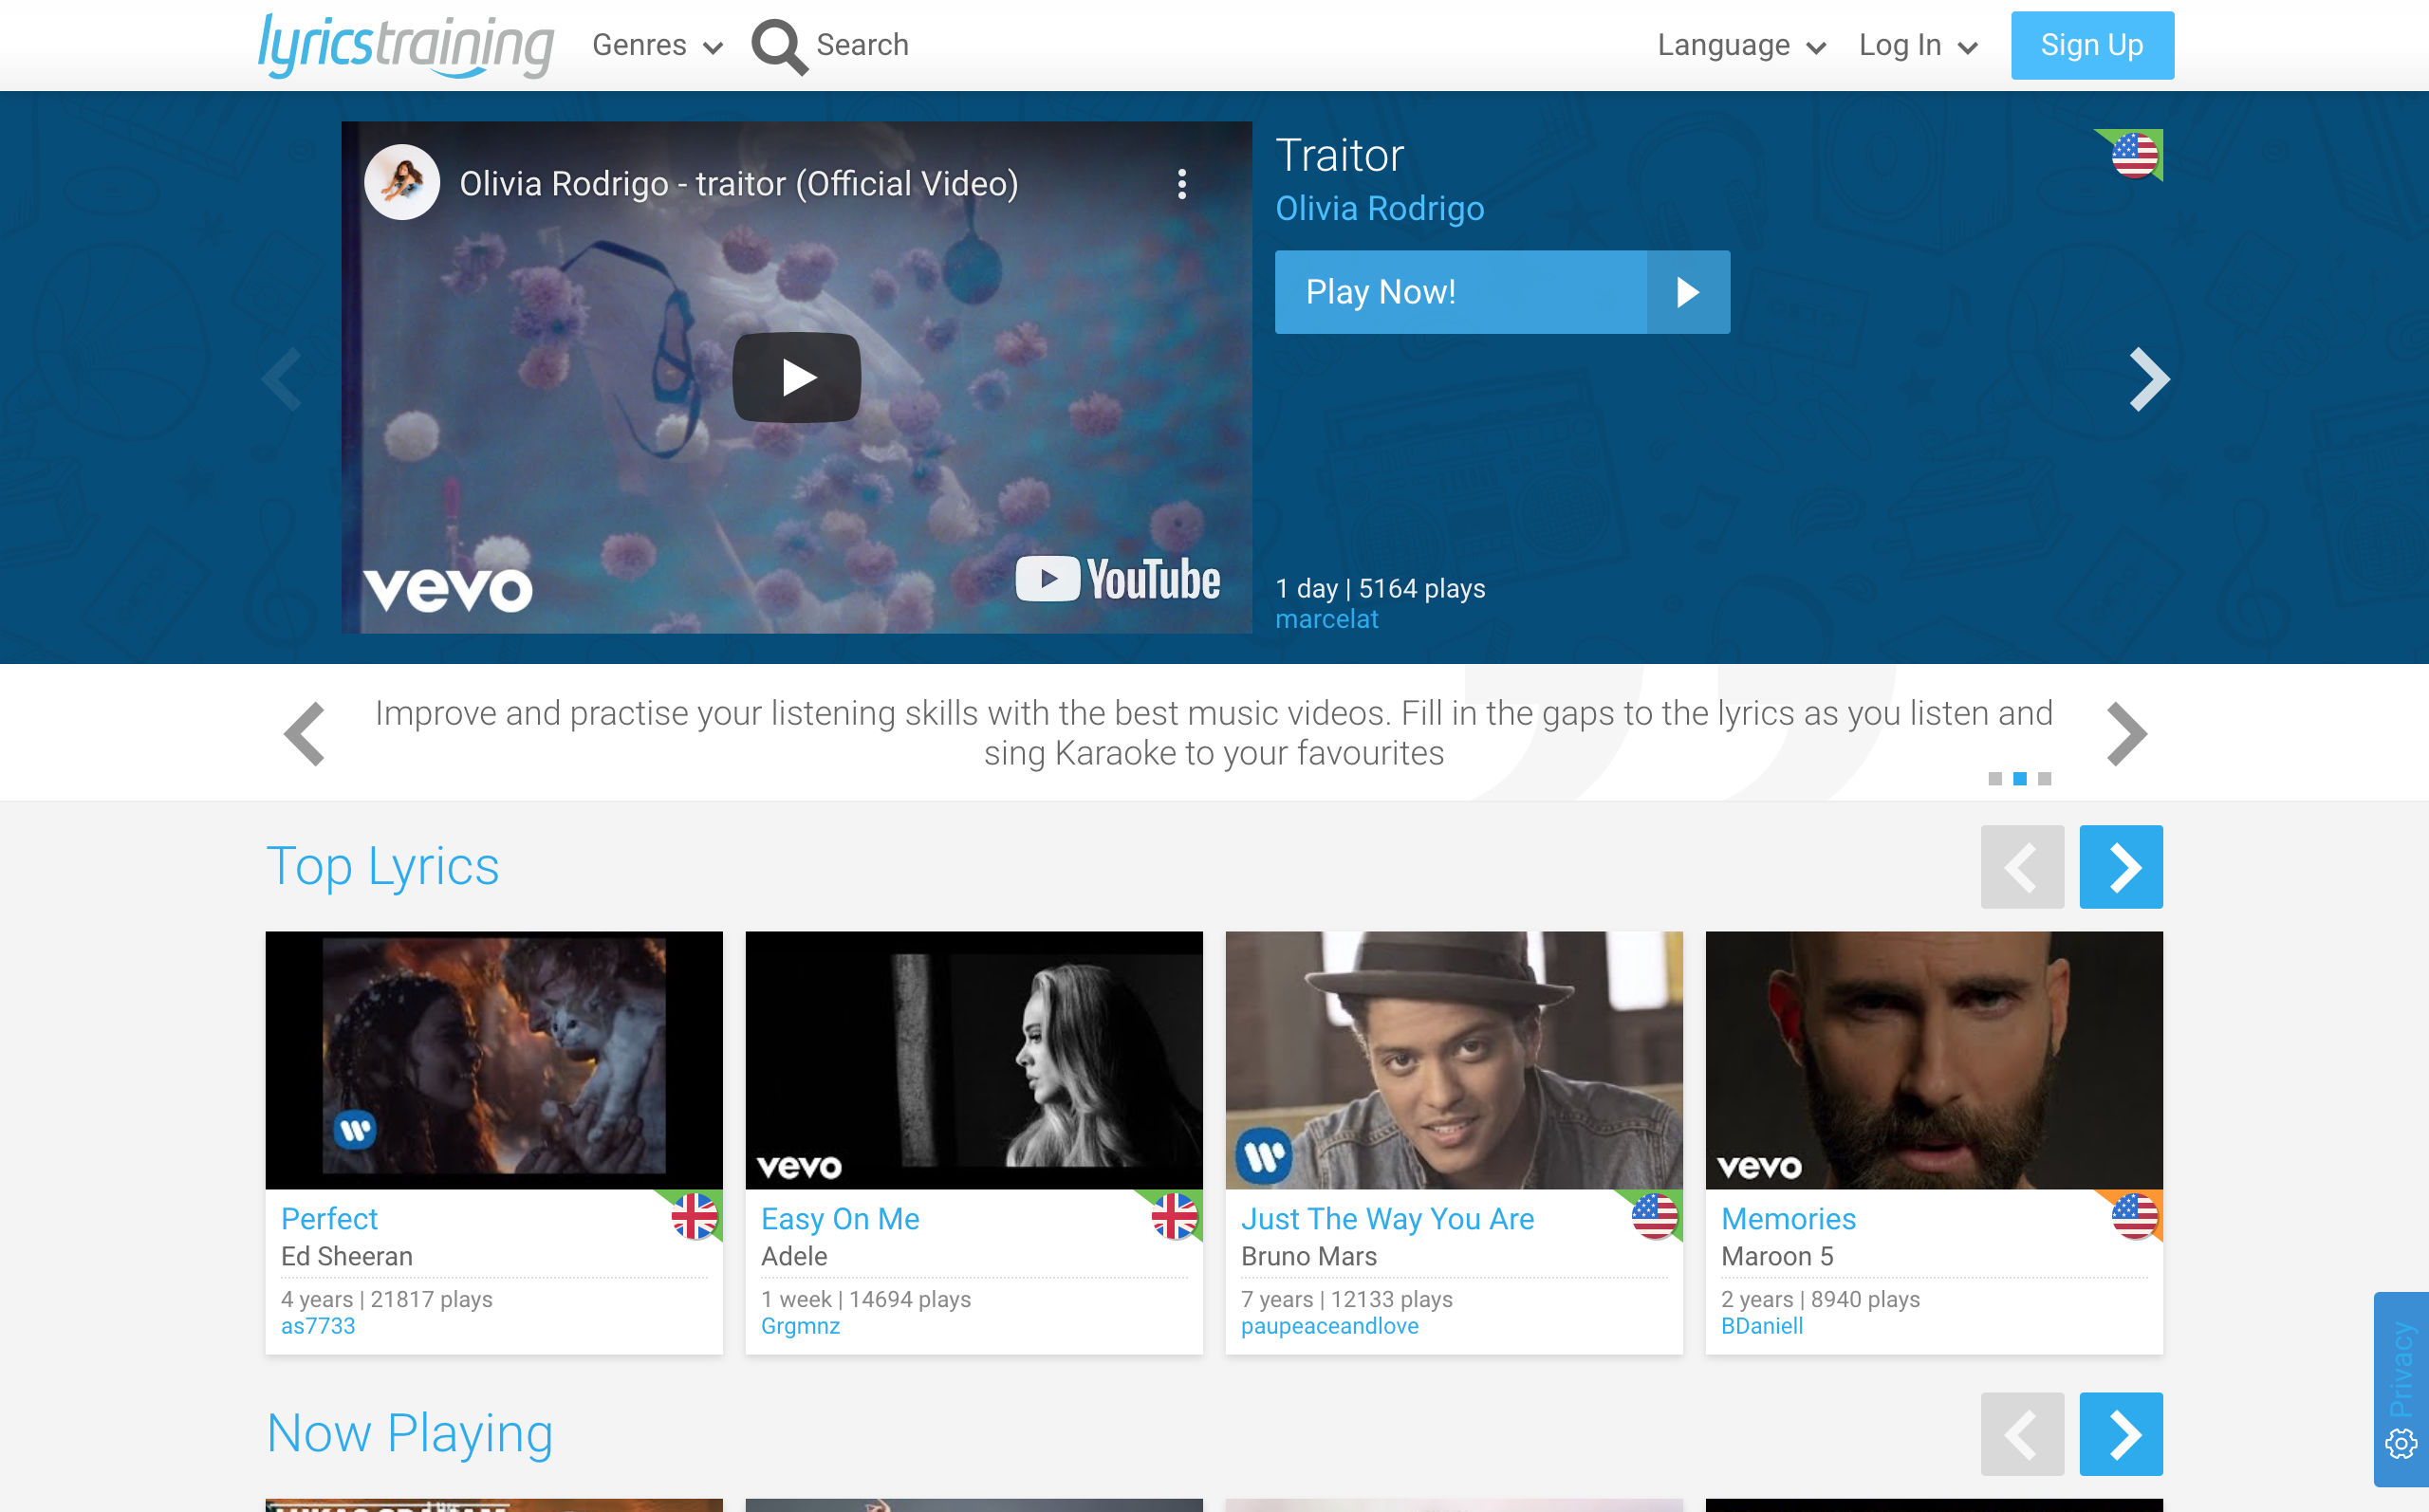 lyricstraining
Genres
Search
Language
Log In
Sign Up
Olivia Rodrigo - traitor (Official Video)
vevo
YouTube
Traitor
Olivia Rodrigo
Play Now!
1 day | 5164 plays
marcelat
Improve and practise your listening skills with the best music videos. Fill in the gaps to the lyrics as you listen and
sing Karaoke to your favourites
Top Lyrics
vevo
vevo
Perfect
Ed Sheeran
4 years | 21817 plays
as7733
Easy On Me
Adele
1 week | 14694 plays
Grgmnz
Just The Way You Are
Bruno Mars
7 years | 12133 plays
paupeaceandlove
Memories
Maroon 5
2 years | 8940 plays
BDaniell
Privacy
Now Playing